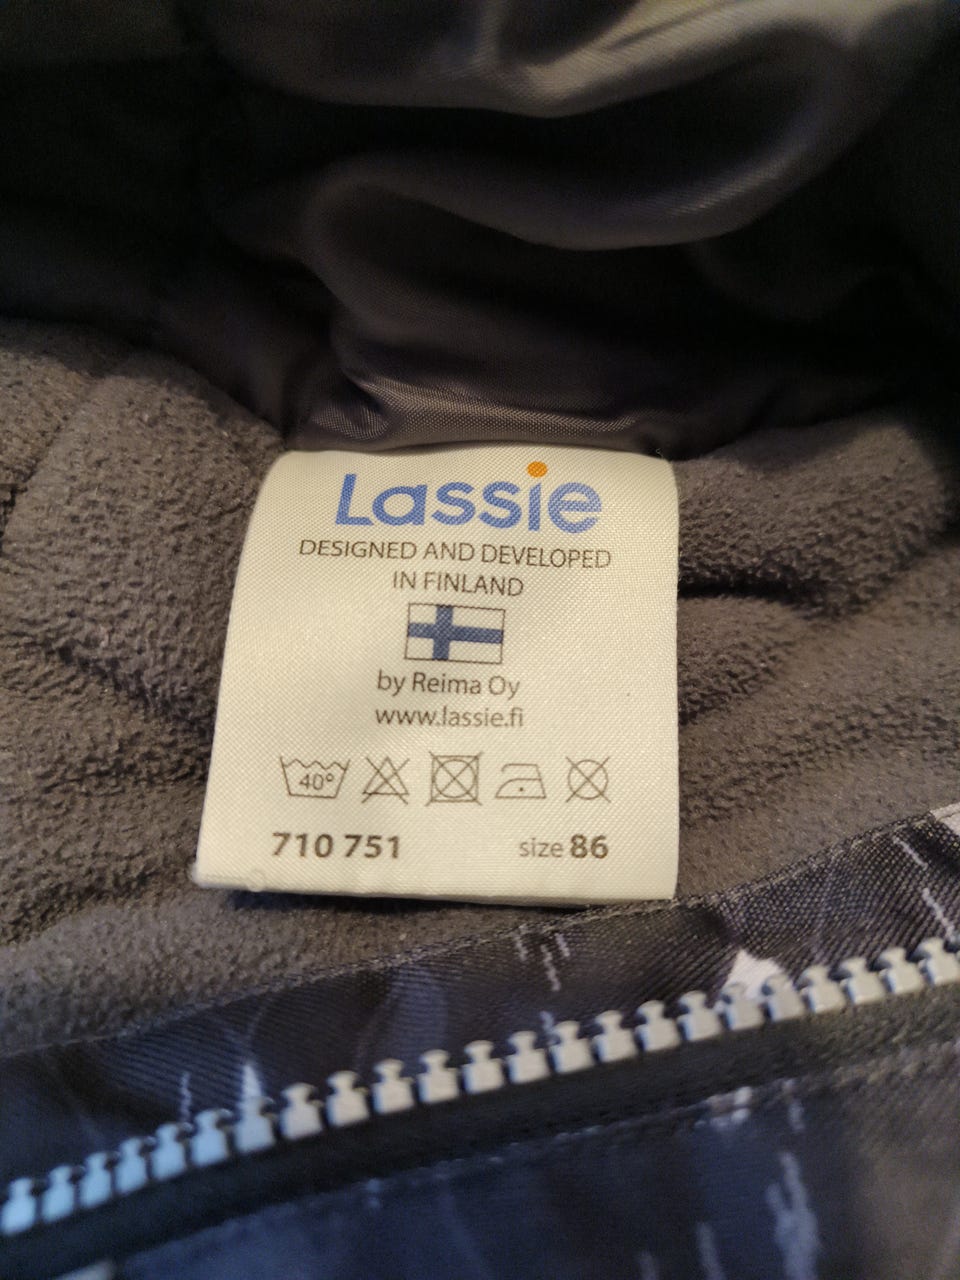 Lassie
DESIGNED AND DEVELOPED
IN FINLAND
by Reima Oy
www.lassie.fi
40°
710 751 size 86